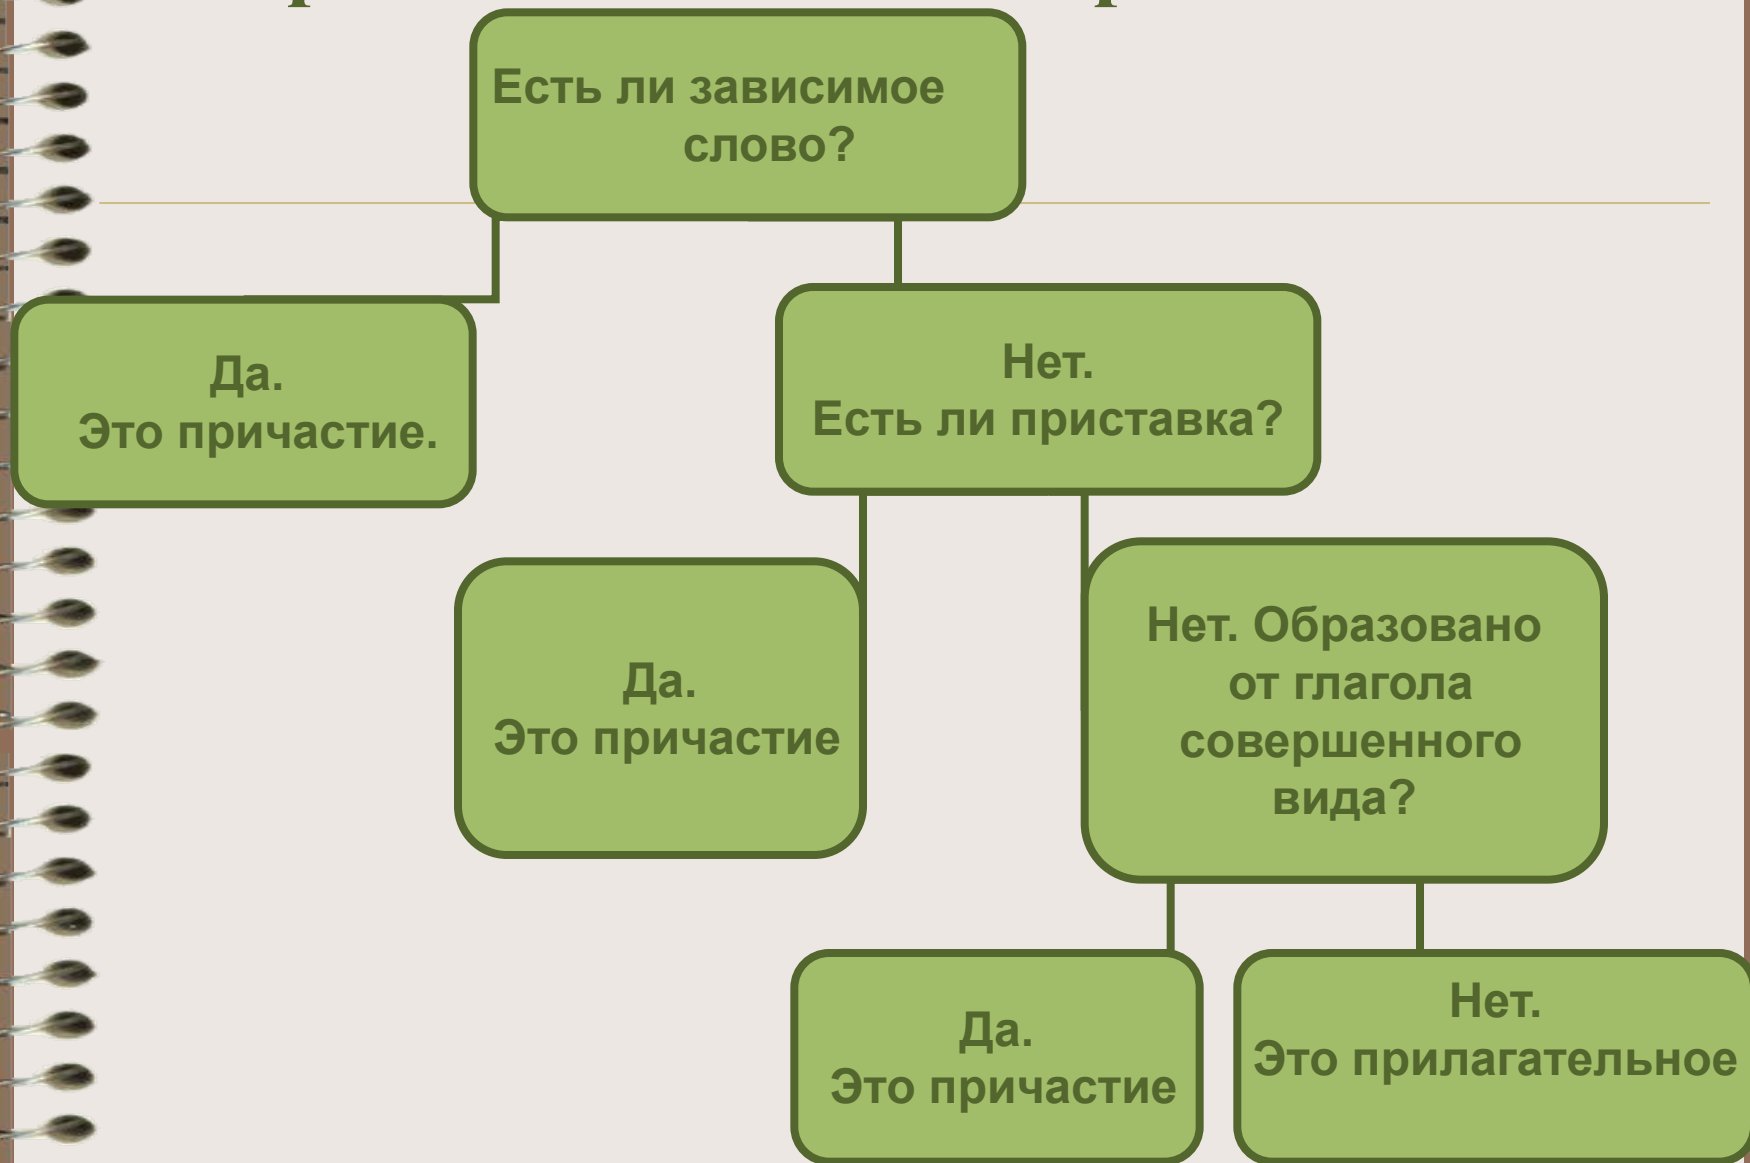 Есть ли зависимое
слово?
Да.
Это причастие.
Нет.
Есть ли приставка?
Да.
Это причастие
Нет. Образовано
от глагола
совершенного
вида?
Да.
Это причастие
Нет.
Это прилагательное